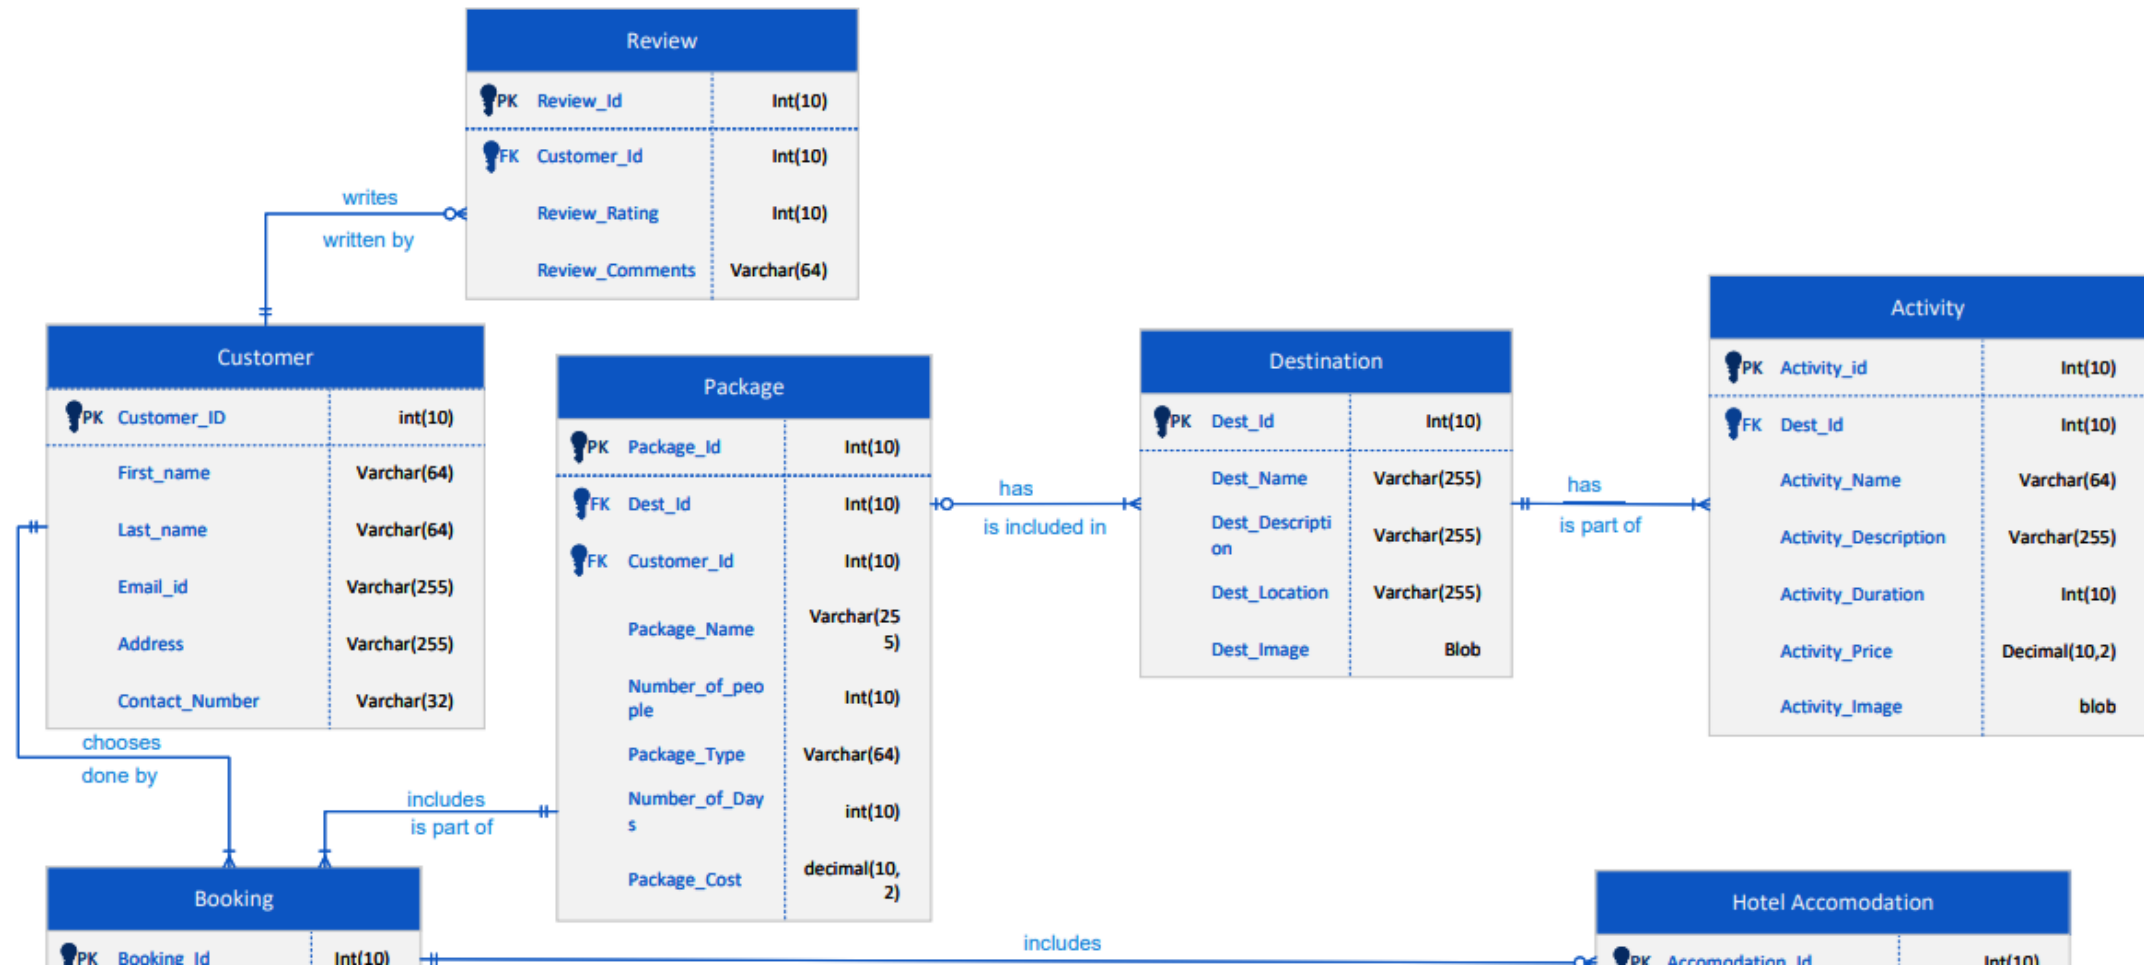 Review
PK Review_Id Int(10)
FK Customer_Id Int(10)
Review_Rating Int(10)
Review_Comments Varchar(64)
writes
written by
Customer
PK Customer_ID int(10)
First_name Varchar(64)
Last_name Varchar(64)
Email_id Varchar(255)
Address Varchar(255)
Contact_Number Varchar(32)
chooses
done by
Package
PK Package_Id Int(10)
FK Dest_Id Int(10)
FK Customer_Id Int(10)
Package_Name Varchar(25
5)
Number_of_peo
ple Int(10)
Package_Type Varchar(64)
Number_of_Day
s int(10)
Package_Cost decimal(10,
2)
includes
is part of
has
is included in
Destination
PK Dest_Id Int(10)
Dest_Name Varchar(255)
Dest_Descripti
on Varchar(255)
Dest_Location Varchar(255)
Dest_Image Blob
has
is part of
Activity
PK Activity_id Int(10)
FK Dest_Id Int(10)
Activity_Name Varchar(64)
Activity_Description Varchar(255)
Activity_Duration Int(10)
Activity_Price Decimal(10,2)
Activity_Image blob
Booking
PK Booking_Id Int(10)
includes
Hotel Accomodation
PK Accomodation_Id Int(10)